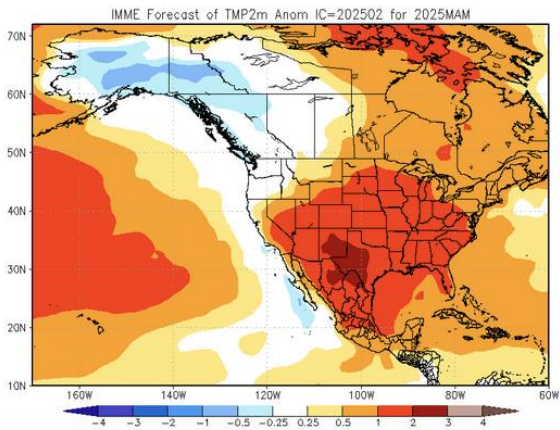 IMME Forecast of TMP2m Anom IC=202502 for 2025MAM
70N
60N
50N
40N
30N
20N
10N
160W 140W 120W 100W 80W 60W
-4 -3 -2 -1 -0.5 -0.25 0.25 0.5 1 2 3 4